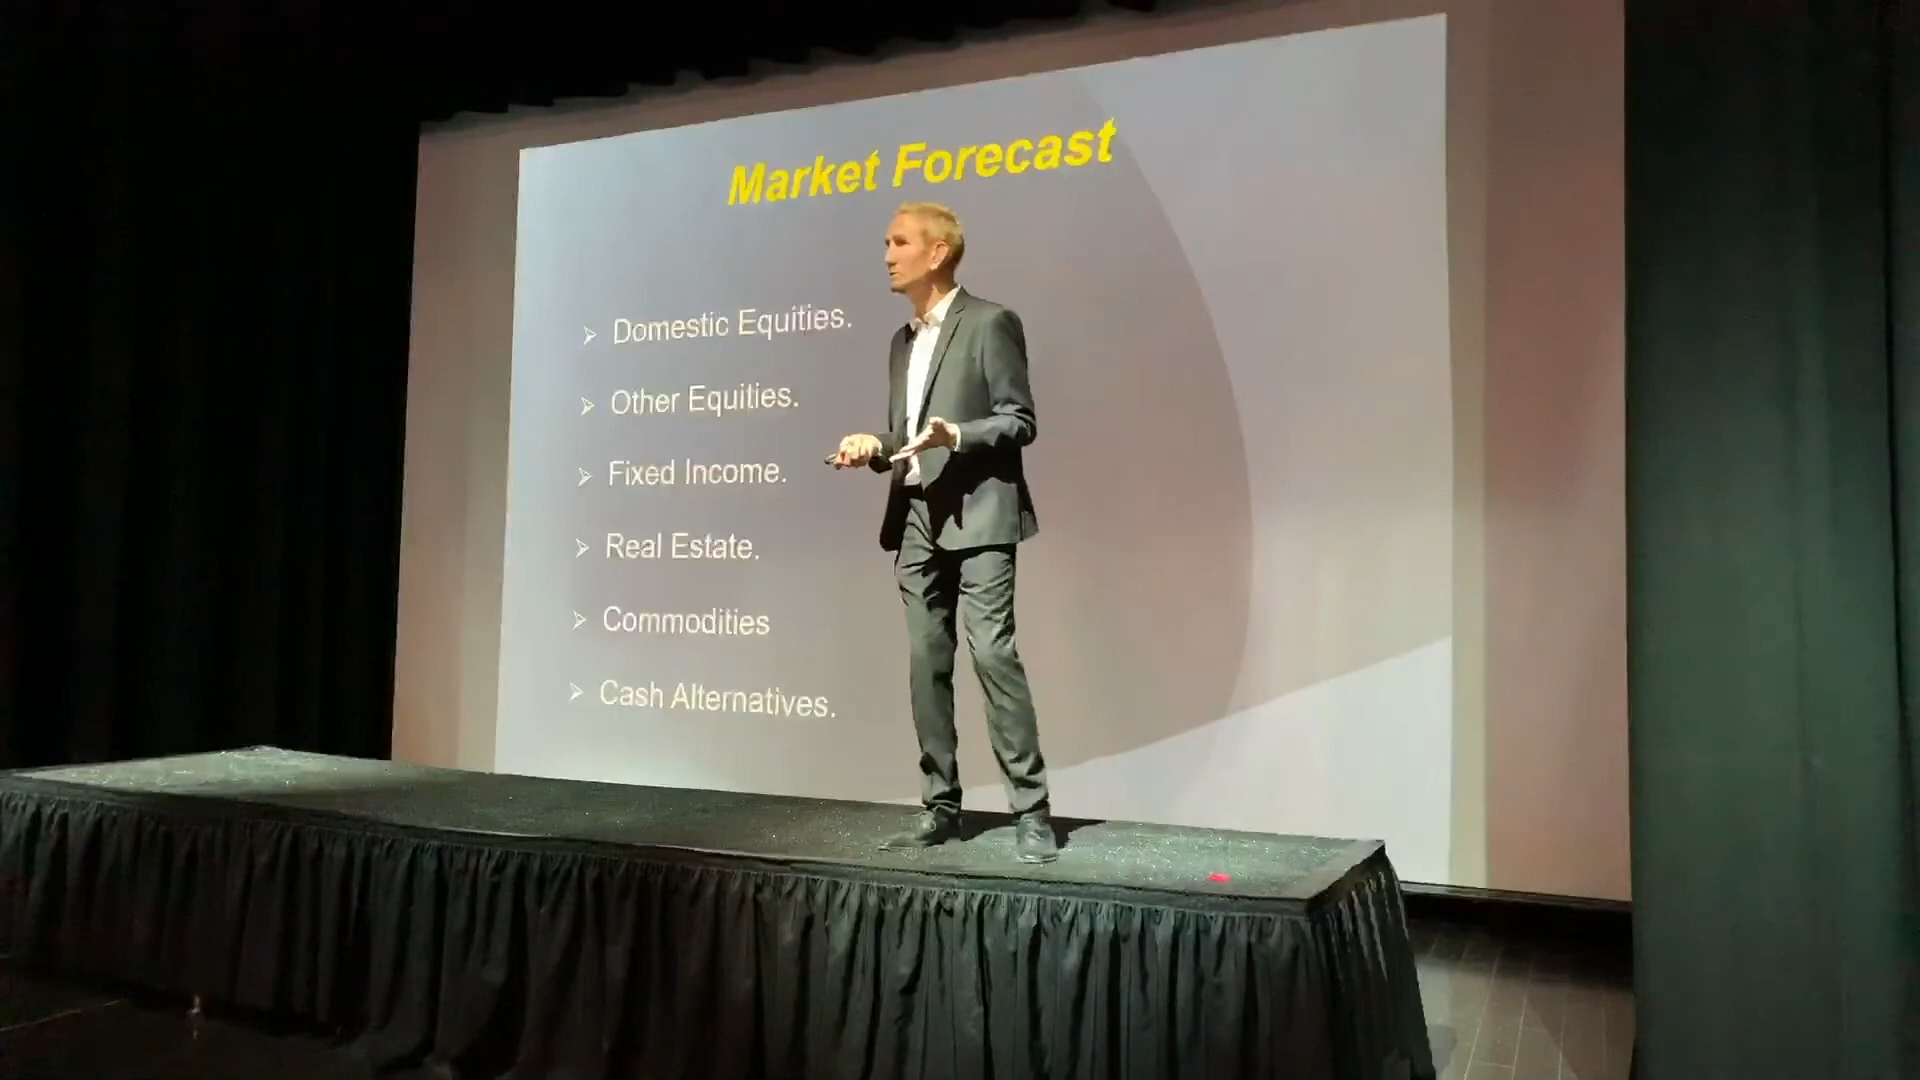 Market Forecast
Domestic Equities.
Other Equities.
Fixed Income.
Real Estate.
Commodities
Cash Alternatives.